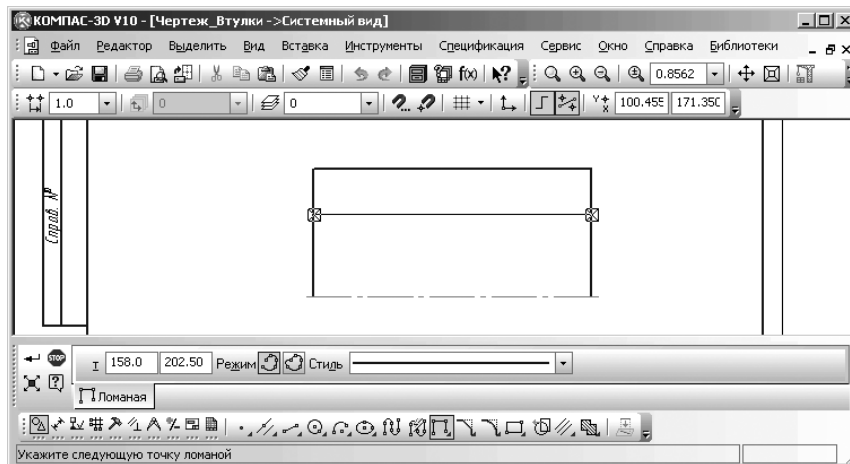 КОМПАС-3D V10 - [Чертеж_Втулки ->Системный вид]
Файл Редактор Выделить Вид Вставка Инструменты Спецификация Сервис Окно Справка Библиотеки
f(x) 0.8562
1.0 0 0 Y X 100.455 171.350
Справ. №
т 158.0 202.50 Режим Стиль
STOP
Ломаная
Укажите следующую точку ломаной